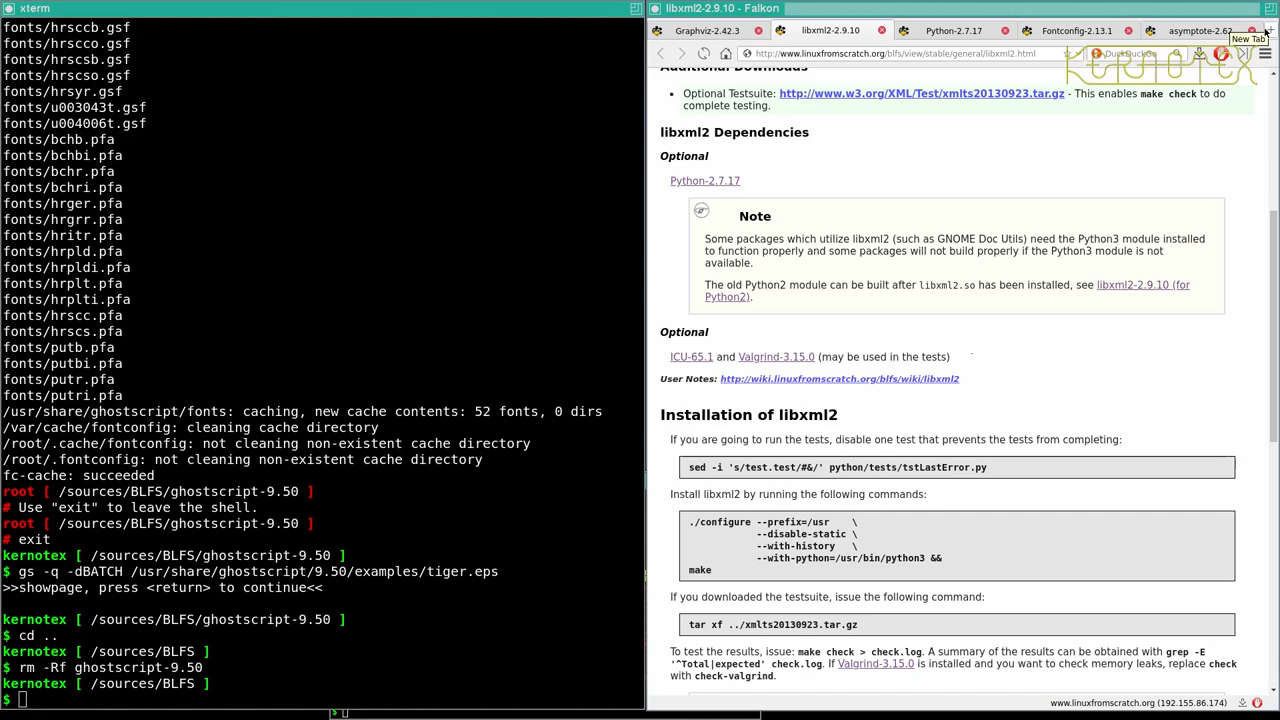 xterm
fonts/hrsccb.gsf
fonts/hrscco.gsf
fonts/hrscsb.gsf
fonts/hrscso.gsf
fonts/hrsyr.gsf
fonts/u003043t.gsf
fonts/u004006t.gsf
fonts/bchb.pfa
fonts/bchbi.pfa
fonts/bchr.pfa
fonts/bchri.pfa
fonts/hrger.pfa
fonts/hrgrr.pfa
fonts/hritr.pfa
fonts/hrpld.pfa
fonts/hrpldi.pfa
fonts/hrplt.pfa
fonts/hrplti.pfa
fonts/hrscc.pfa
fonts/hrscs.pfa
fonts/putb.pfa
fonts/putbi.pfa
fonts/putr.pfa
fonts/putri.pfa
/usr/share/ghostscript/fonts: caching, new cache contents: 52 fonts, 0 dirs
/var/cache/fontconfig: cleaning cache directory
/root/.cache/fontconfig: not cleaning non-existent cache directory
/root/.fontconfig: not cleaning non-existent cache directory
fc-cache: succeeded
root [ /sources/BLFS/ghostscript-9.50 ]
# Use "exit" to leave the shell.
root [ /sources/BLFS/ghostscript-9.50 ]
# exit
kernotex [ /sources/BLFS/ghostscript-9.50 ]
$ gs -q -dBATCH /usr/share/ghostscript/9.50/examples/tiger.eps
>>showpage, press <return> to continue<<
kernotex [ /sources/BLFS/ghostscript-9.50 ]
$ cd ..
kernotex [ /sources/BLFS ]
$ rm -Rf ghostscript-9.50
kernotex [ /sources/BLFS ]
$
$
libxml2-2.9.10 - Falkon
Graphviz-2.42.3
libxml2-2.9.10
Python-2.7.17
Fontconfig-2.13.1
asymptote-2.62
New Tab
http://www.linuxfromscratch.org/blfs/view/stable/general/libxml2.html
DuckDuckGo
KERNOTEX
Additional Downloads
• Optional Testsuite: http://www.w3.org/XML/Test/xmlts20130923.tar.gz - This enables make check to do
complete testing.
libxml2 Dependencies
Optional
Python-2.7.17
Note
Some packages which utilize libxml2 (such as GNOME Doc Utils) need the Python3 module installed
to function properly and some packages will not build properly if the Python3 module is not
available.
The old Python2 module can be built after libxml2.so has been installed, see libxml2-2.9.10 (for
Python2).
Optional
ICU-65.1 and Valgrind-3.15.0 (may be used in the tests)
User Notes: http://wiki.linuxfromscratch.org/blfs/wiki/libxml2
Installation of libxml2
If you are going to run the tests, disable one test that prevents the tests from completing:
sed -i 's/test.test/#&/' python/tests/tstLastError.py
Install libxml2 by running the following commands:
./configure --prefix=/usr \
--disable-static \
--with-history \
--with-python=/usr/bin/python3 &&
make
If you downloaded the testsuite, issue the following command:
tar xf ../xmlts20130923.tar.gz
To test the results, issue: make check > check.log. A summary of the results can be obtained with grep -E
'^Total|expected' check.log. If Valgrind-3.15.0 is installed and you want to check memory leaks, replace check
with check-valgrind.
www.linuxfromscratch.org (192.155.86.174)